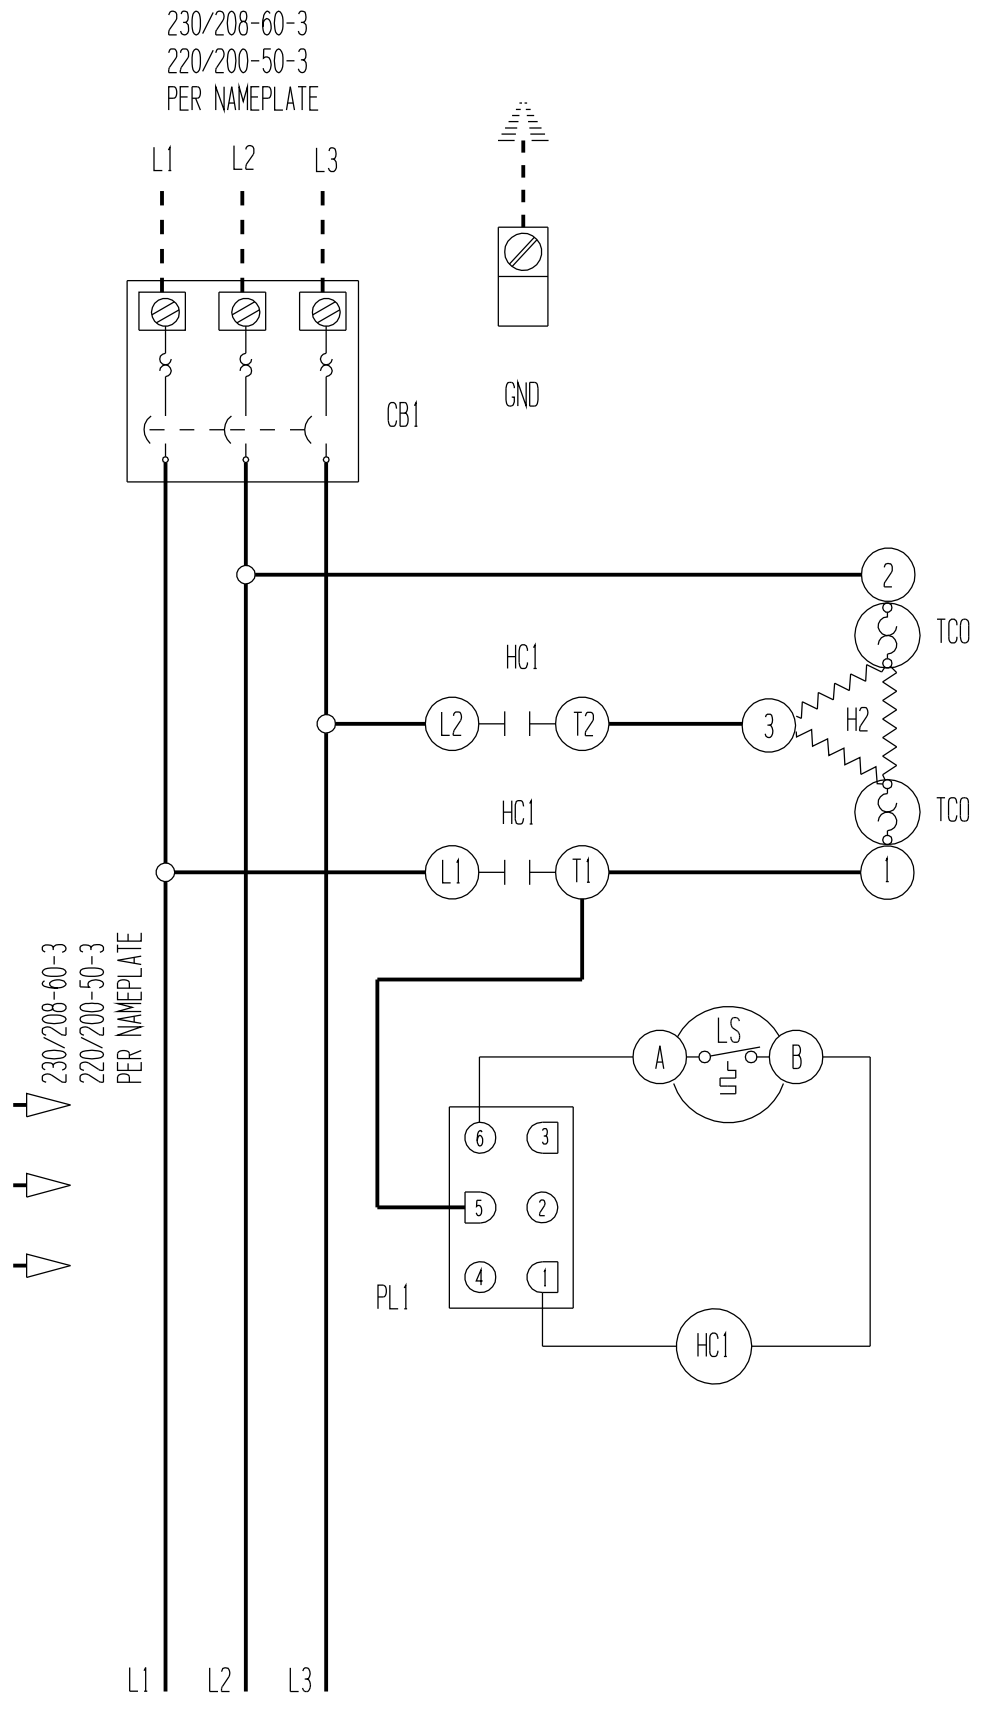 230/208-60-3
220/200-50-3
PER NAMEPLATE
L1 L2 L3
GND
CB1
2
TCO
HC1
L2 T2 3 H2
HC1
TCO
L1 T1 1
230/208-60-3
220/200-50-3
PER NAMEPLATE
LS
A B
6 3
5 2
4 1
PL1
HC1
L1 L2 L3